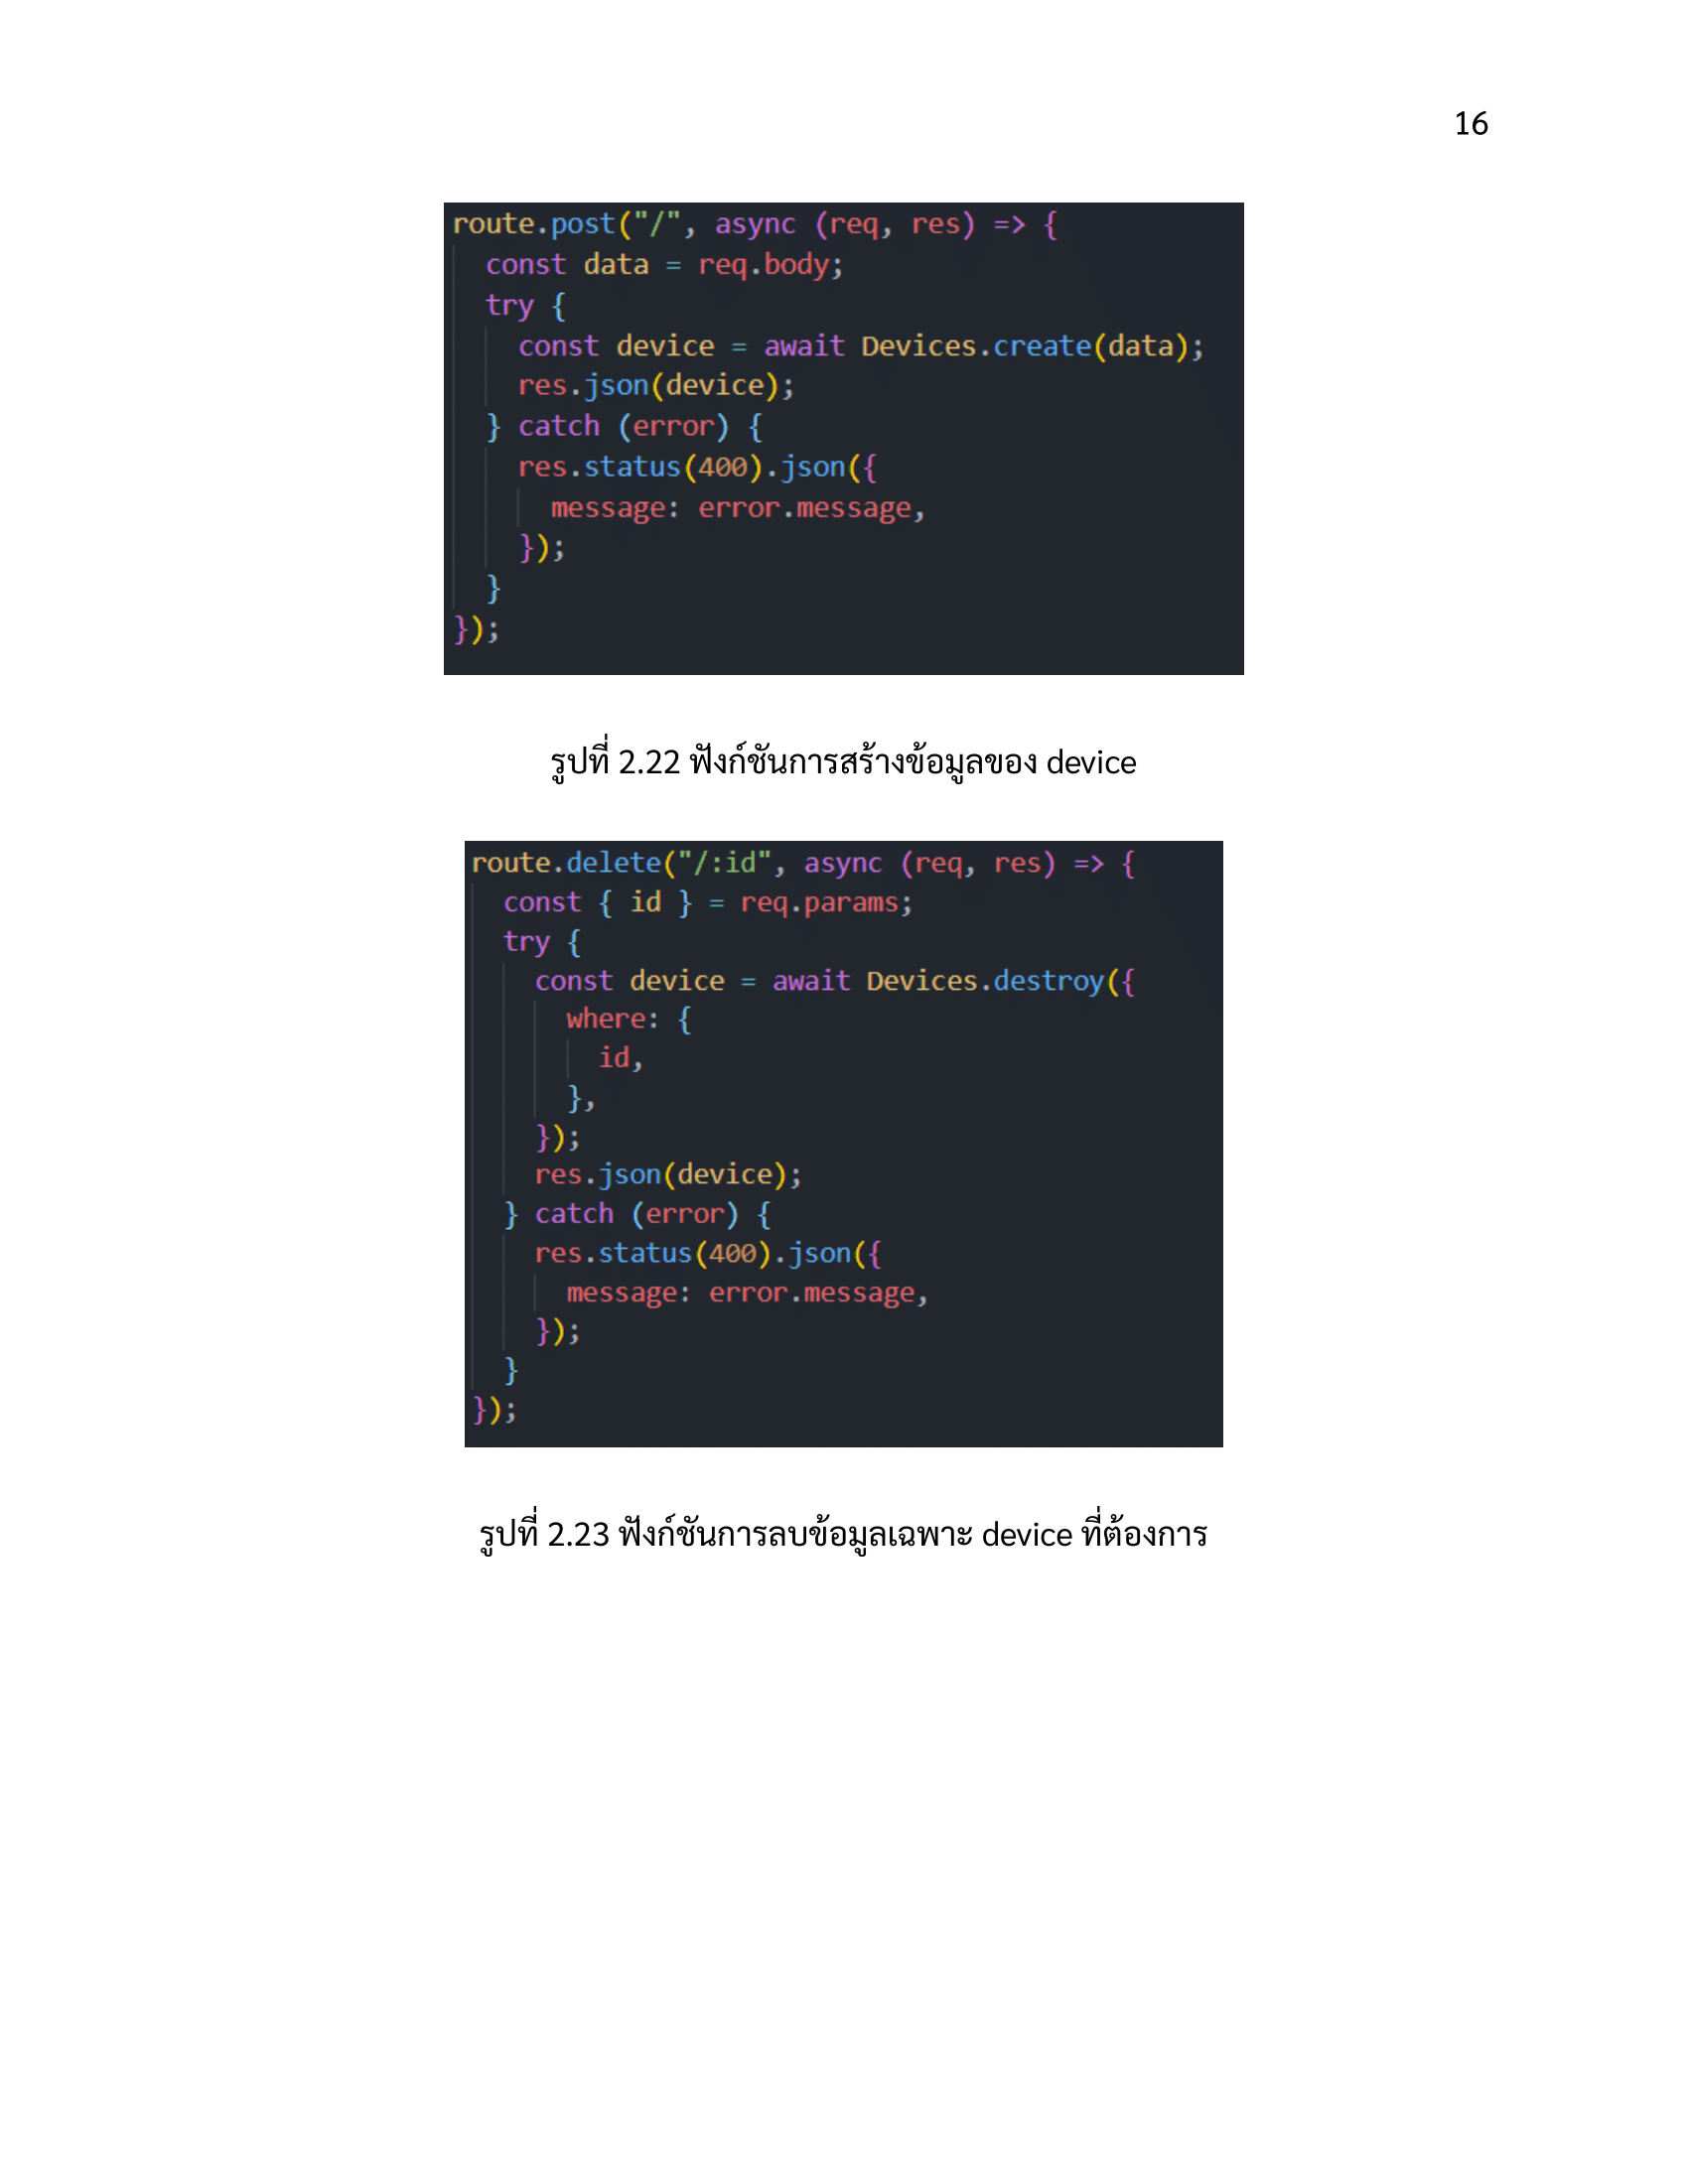 16
route.post("/", async (req, res) => {
  const data = req.body;
  try {
    const device = await Devices.create(data);
    res.json(device);
  } catch (error) {
    res.status(400).json({
      message: error.message,
    });
  }
});
รูปที่ 2.22 ฟังก์ชันการสร้างข้อมูลของ device
route.delete("/:id", async (req, res) => {
  const { id } = req.params;
  try {
    const device = await Devices.destroy({
      where: {
        id,
      },
    });
    res.json(device);
  } catch (error) {
    res.status(400).json({
      message: error.message,
    });
  }
});
รูปที่ 2.23 ฟังก์ชันการลบข้อมูลเฉพาะ device ที่ต้องการ